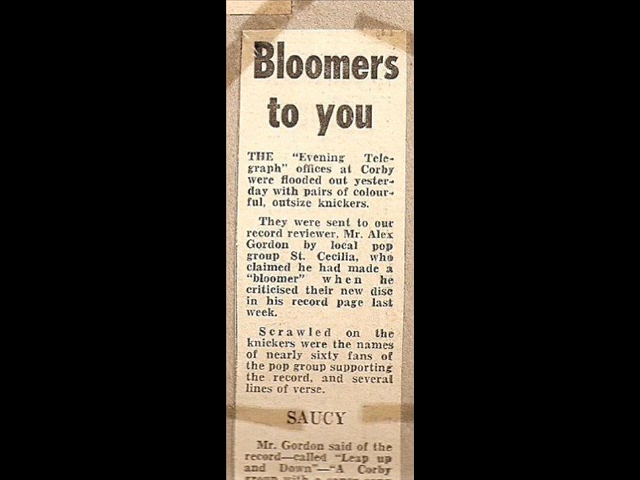 Bloomers
to you
THE "Evening Tele-
graph" offices at Corby
were flooded out yester-
day with pairs of colour-
ful, outsize knickers.
They were sent to our
record reviewer, Mr. Alex
Gordon by local pop
group St. Cecilia, who
claimed he had made a
"bloomer" when he
criticised their new disc
in his record page last
week.
Scrawled on the
knickers were the names
of nearly sixty fans of
the pop group supporting
the record, and several
lines of verse.
SAUCY
Mr. Gordon said of the
record—called "Leap up
and Down"—"A Corby
group with a